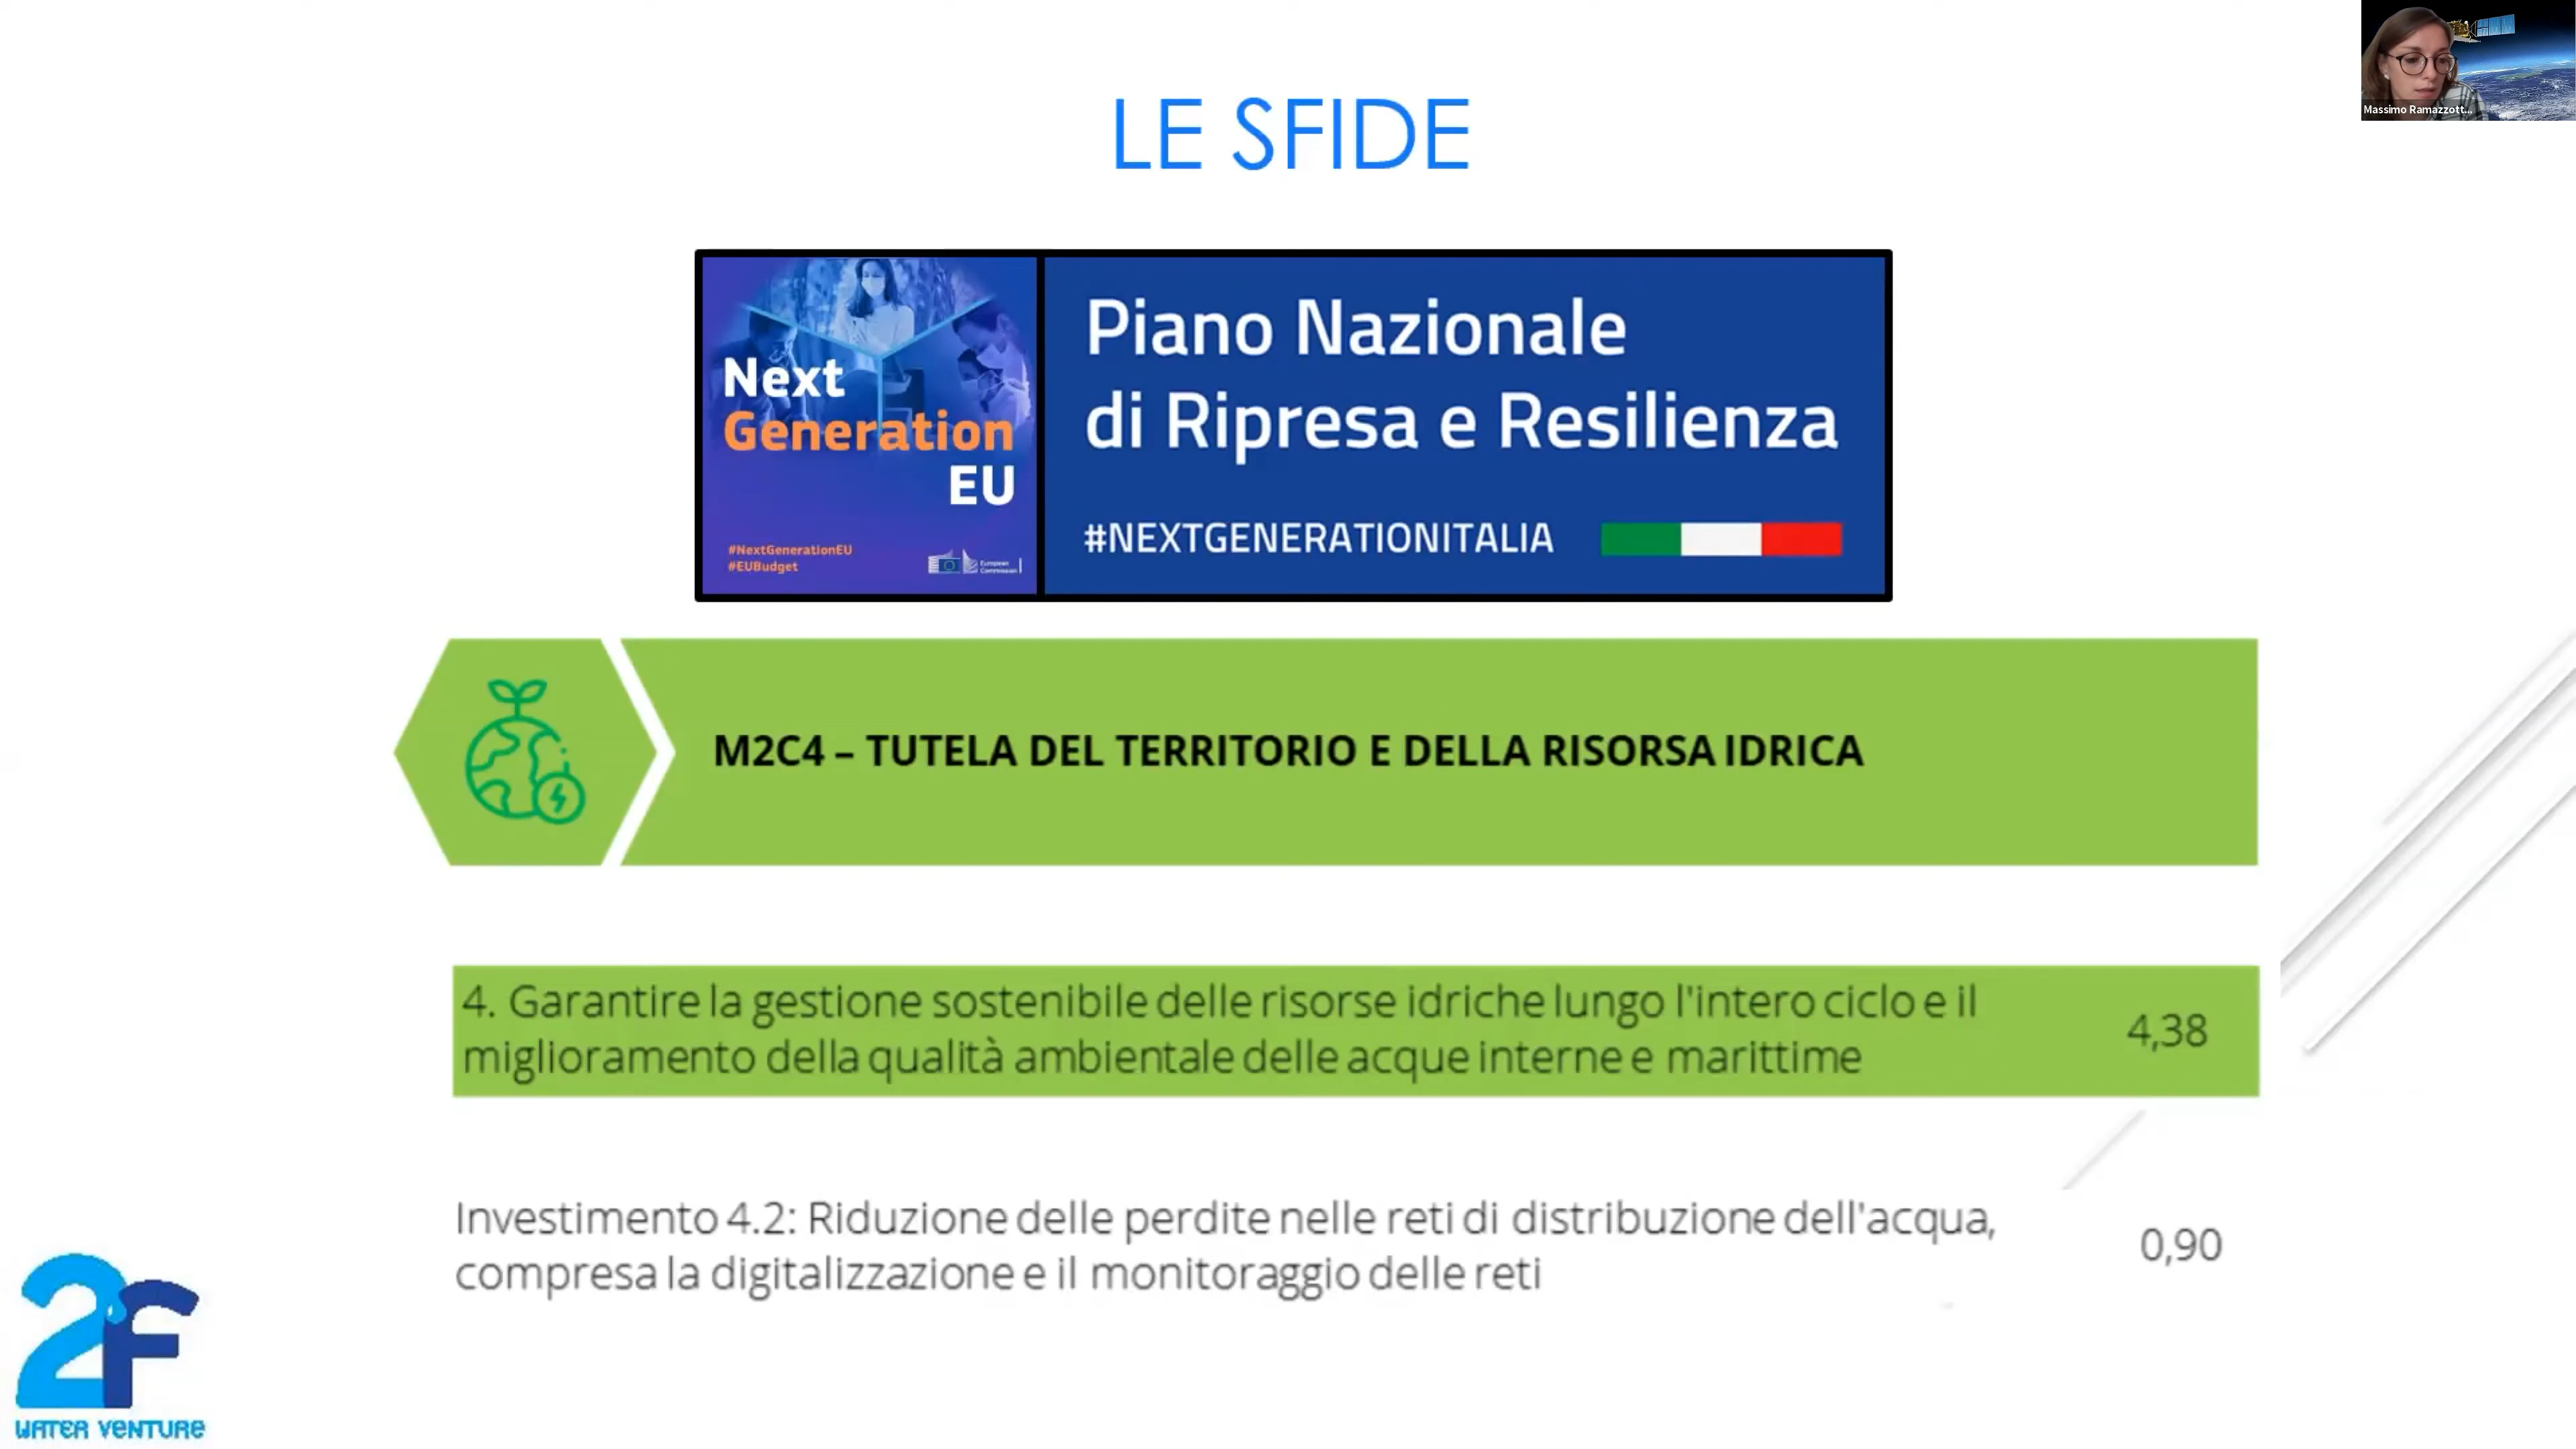 LE SFIDE
Massimo Ramazzott...
Next
Generation
EU
#NextGenerationEU
#EUBudget
European
Commission
Piano Nazionale
di Ripresa e Resilienza
#NEXTGENERATIONITALIA
M2C4 – TUTELA DEL TERRITORIO E DELLA RISORSA IDRICA
4. Garantire la gestione sostenibile delle risorse idriche lungo l'intero ciclo e il
miglioramento della qualità ambientale delle acque interne e marittime
4,38
Investimento 4.2: Riduzione delle perdite nelle reti di distribuzione dell'acqua,
compresa la digitalizzazione e il monitoraggio delle reti
0,90
2F
WATER VENTURE